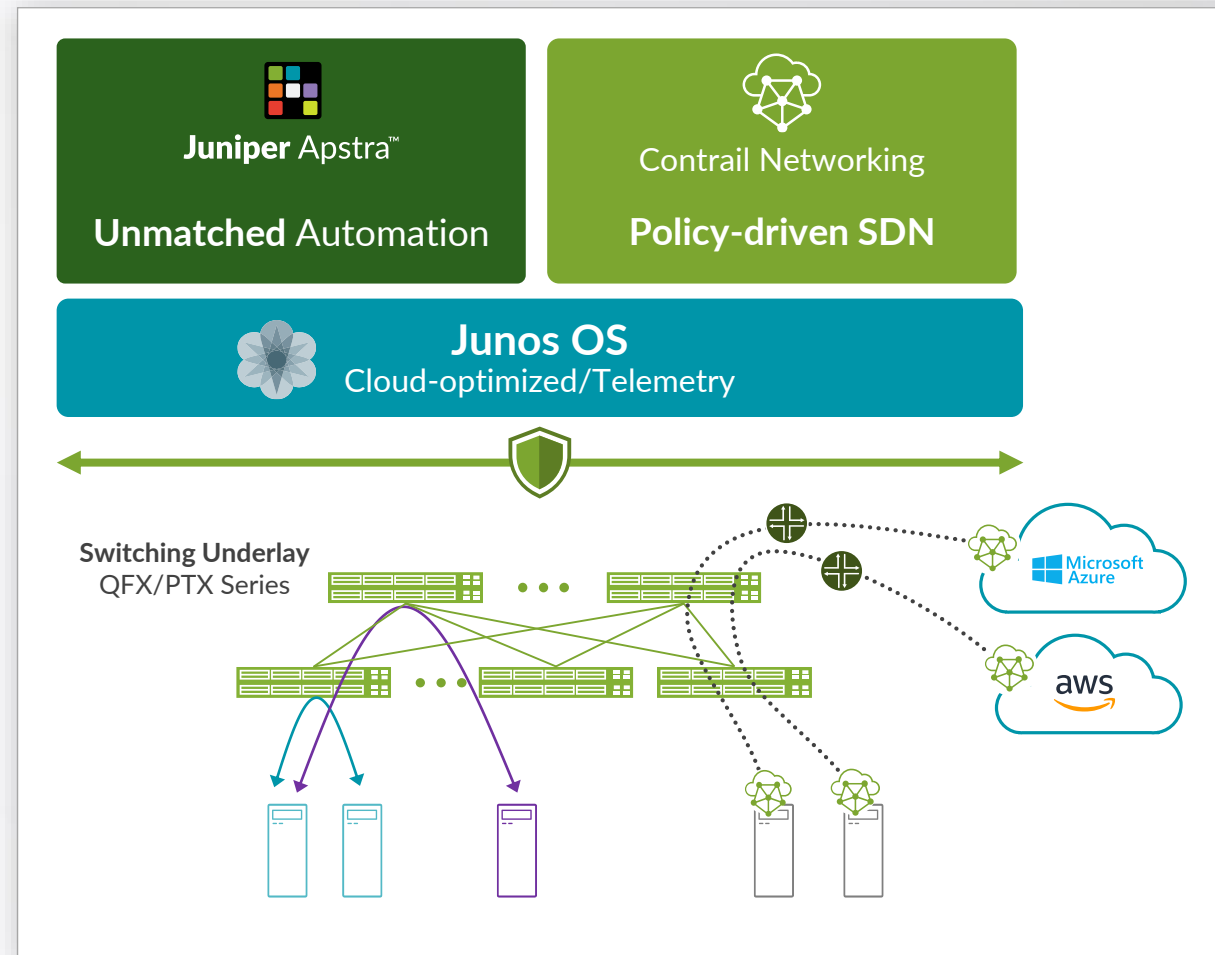 Juniper Apstra™
Unmatched Automation
Contrail Networking
Policy-driven SDN
Junos OS
Cloud-optimized/Telemetry
Switching Underlay
QFX/PTX Series
Microsoft
Azure
aws